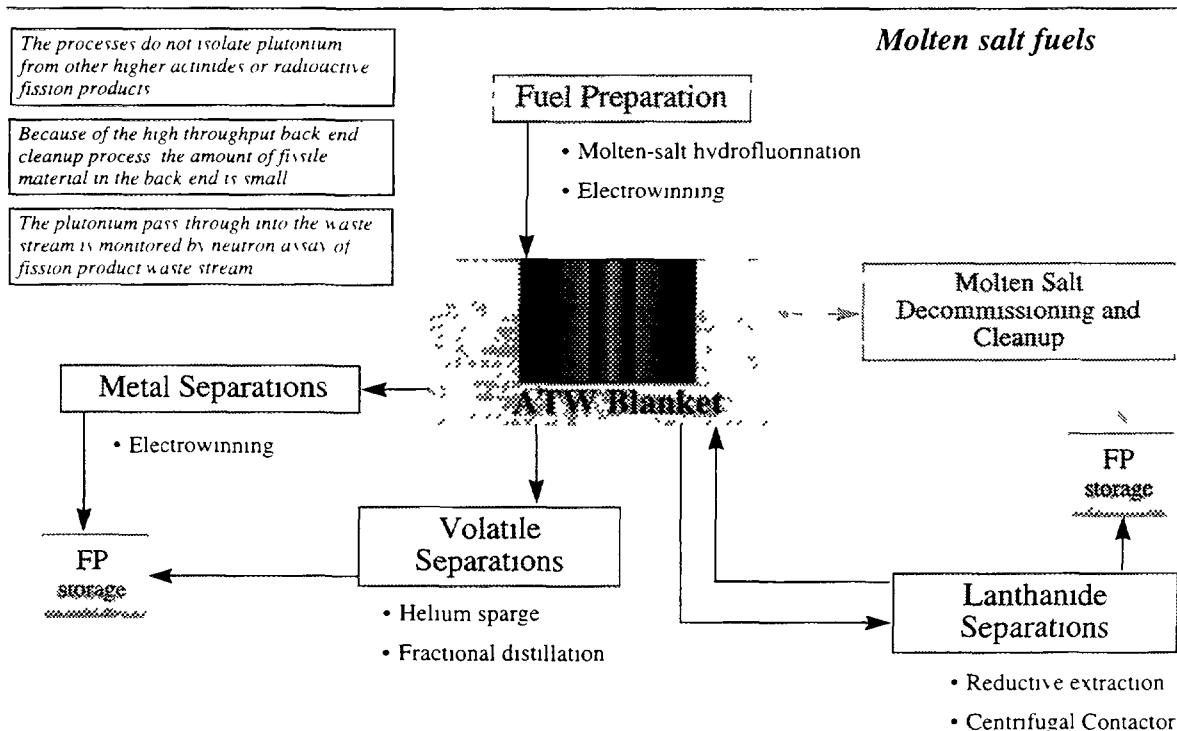 Molten salt fuels
The processes do not isolate plutonium
from other higher actinides or radioactive
fission products
Because of the high throughput back end
cleanup process the amount of fissile
material in the back end is small
The plutonium pass through into the waste
stream is monitored by neutron assay of
fission product waste stream
Fuel Preparation
• Molten-salt hydrofluorination
• Electrowinning
ATW Blanket
Molten Salt
Decommissioning and
Cleanup
Metal Separations
• Electrowinning
FP
storage
Volatile
Separations
• Helium sparge
• Fractional distillation
FP
storage
Lanthanide
Separations
• Reductive extraction
• Centrifugal Contactor